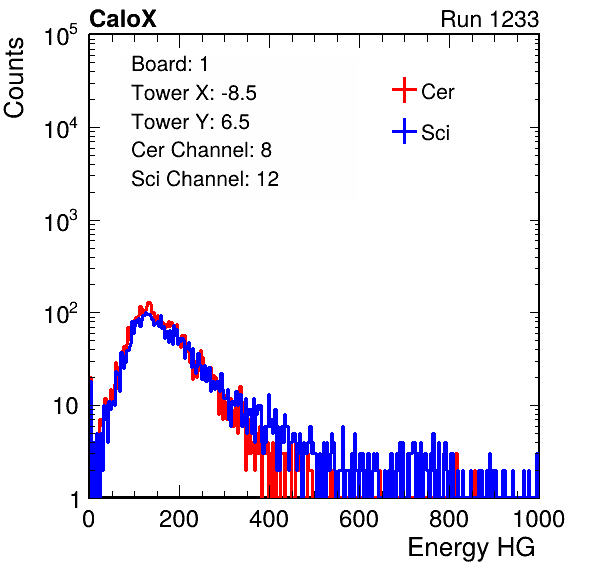 CaloX Run 1233
Counts
Board: 1
Tower X: -8.5
Tower Y: 6.5
Cer Channel: 8
Sci Channel: 12
Cer
Sci
10^5
10^4
10^3
10^2
10
1
0 200 400 600 800 1000
Energy HG